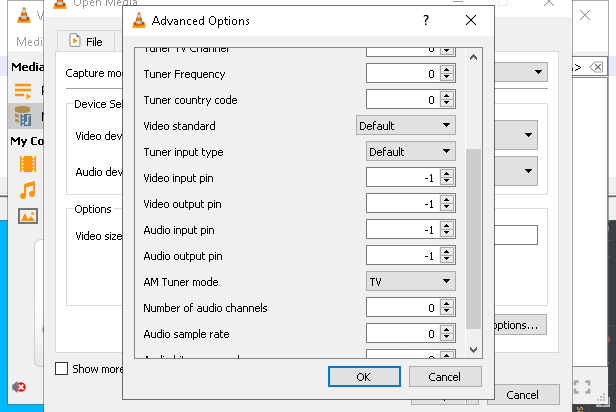 Open Media
Advanced Options
?
Media
File
Tuner TV Channel 0
Capture mo
Tuner Frequency 0
Tuner country code 0
Device Sel
Video standard Default
Video dev
Tuner input type Default
My Co
Video input pin -1
Audio dev
Video output pin -1
Options
Audio input pin -1
Video size
Audio output pin -1
AM Tuner mode TV
Number of audio channels 0
Audio sample rate 0
options...
Show more
OK
Cancel
Cancel